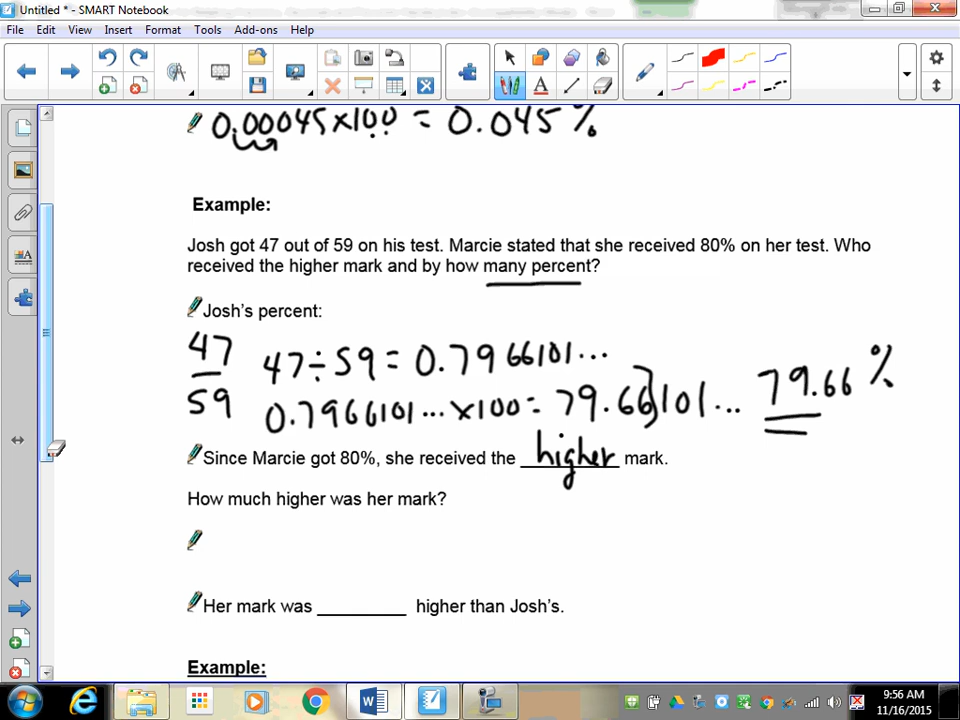 Untitled * - SMART Notebook
File Edit View Insert Format Tools Add-ons Help
0.00045×100 = 0.045%
Example:
Josh got 47 out of 59 on his test. Marcie stated that she received 80% on her test. Who
received the higher mark and by how many percent?
Josh's percent:
47/59 47÷59 = 0.7966101...
0.7966101...×100= 79.66101... 79.66%
Since Marcie got 80%, she received the higher mark.
How much higher was her mark?
Her mark was _________ higher than Josh's.
Example:
9:56 AM
11/16/2015